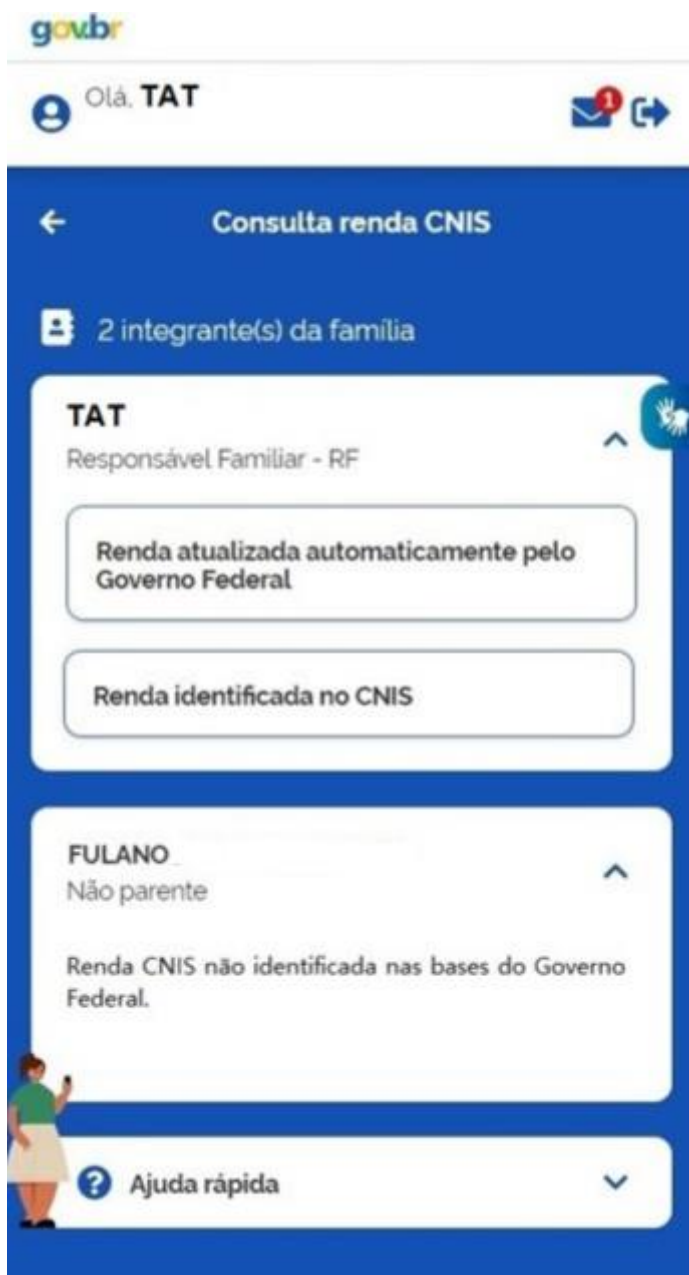 gov.br
Olá, TAT
1
Consulta renda CNIS
2 integrante(s) da família
TAT
Responsável Familiar - RF
Renda atualizada automaticamente pelo
Governo Federal
Renda identificada no CNIS
FULANO
Não parente
Renda CNIS não identificada nas bases do Governo
Federal.
? Ajuda rápida